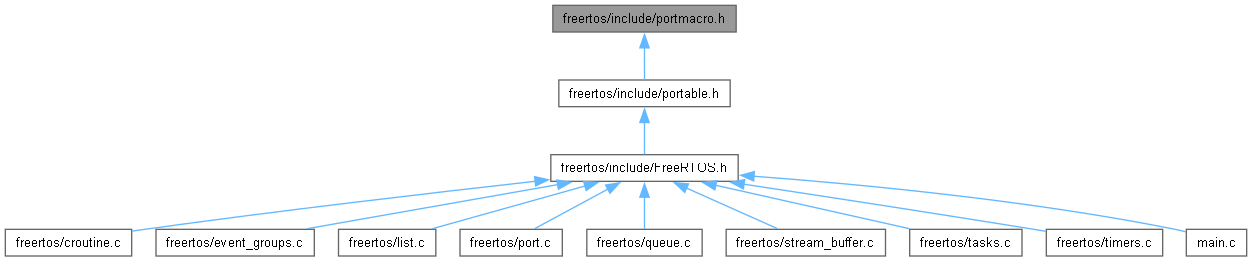 freertos/include/portmacro.h
freertos/include/portable.h
freertos/include/FreeRTOS.h
freertos/croutine.c
freertos/event_groups.c
freertos/list.c
freertos/port.c
freertos/queue.c
freertos/stream_buffer.c
freertos/tasks.c
freertos/timers.c
main.c